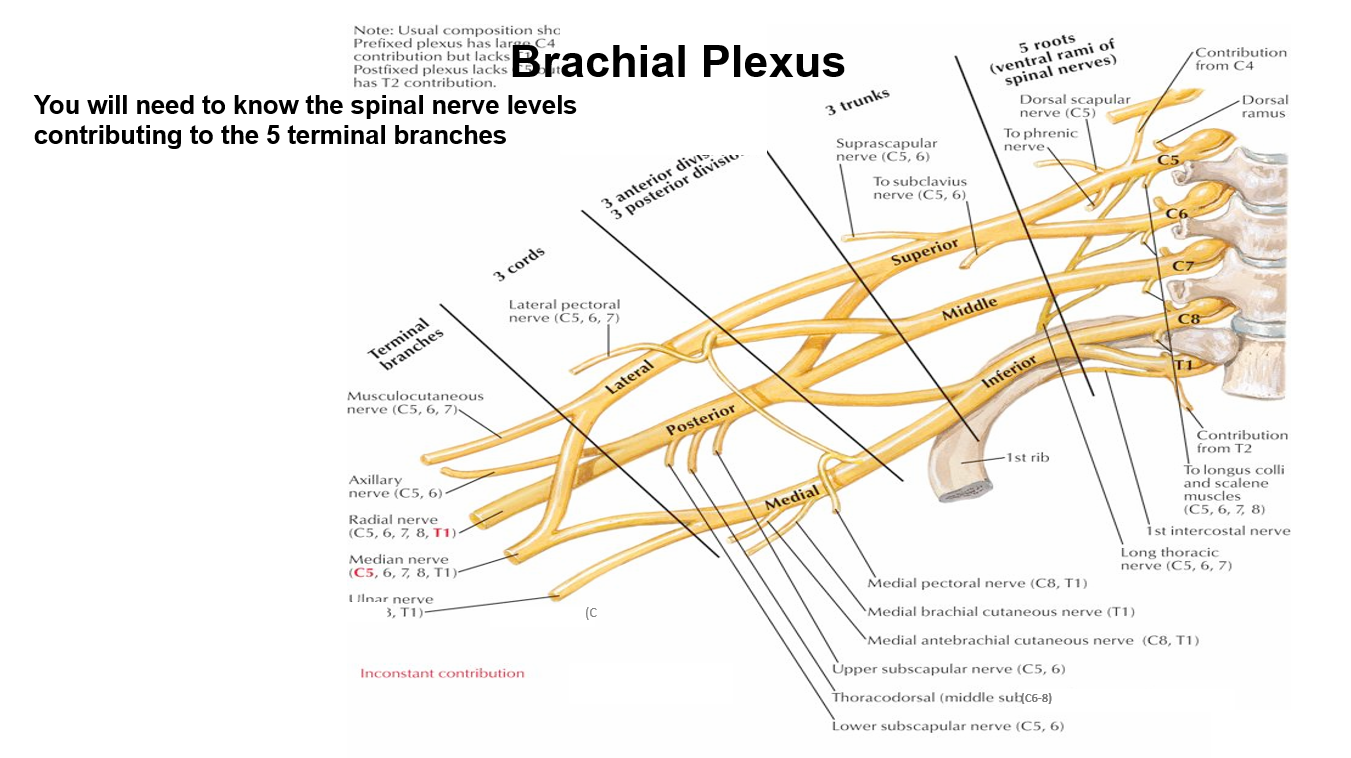 Note: Usual composition
Prefixed plexus has large C4
contribution but lacks
Postfixed plexus lacks
has T2 contribution.
Brachial Plexus
You will need to know the spinal nerve levels
contributing to the 5 terminal branches
5 roots
(ventral rami of
spinal nerves)
Contribution
from C4
Dorsal scapular
nerve (C5)
Dorsal
ramus
To phrenic
nerve
3 trunks
Suprascapular
nerve (C5, 6)
To subclavius
nerve (C5, 6)
3 anterior
3 posterior
3 cords
Terminal
branches
C5
C6
C7
C8
T1
Superior
Middle
Inferior
Lateral
Posterior
Medial
Lateral pectoral
nerve (C5, 6, 7)
Musculocutaneous
nerve (C5, 6, 7)
Axillary
nerve (C5, 6)
Radial nerve
(C5, 6, 7, 8, T1)
Median nerve
(C5, 6, 7, 8, T1)
Ulnar nerve
, T1)
(C
Inconstant contribution
1st rib
Contribution
from T2
To longus colli
and scalene
muscles
(C5, 6, 7, 8)
1st intercostal nerve
Long thoracic
nerve (C5, 6, 7)
Medial pectoral nerve (C8, T1)
Medial brachial cutaneous nerve (T1)
Medial antebrachial cutaneous nerve (C8, T1)
Upper subscapular nerve (C5, 6)
Thoracodorsal (middle sub(C6-8)
Lower subscapular nerve (C5, 6)